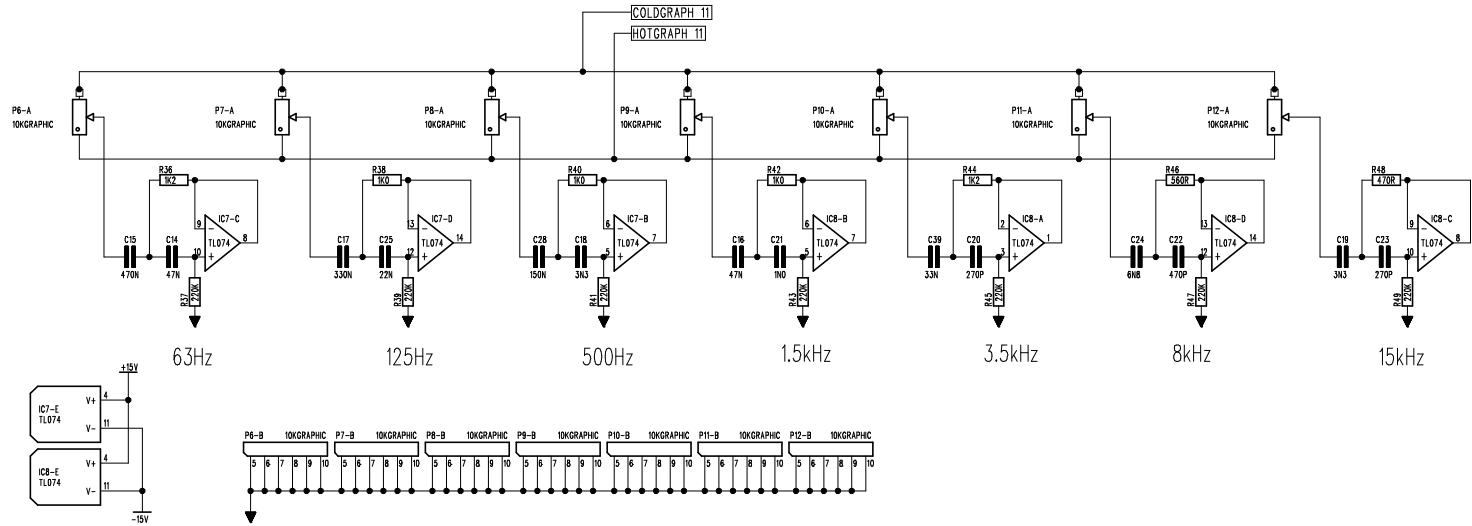 COLDGRAPH 11
HOTGRAPH 11
P6-A
10KGRAPHIC
P7-A
10KGRAPHIC
P8-A
10KGRAPHIC
P9-A
10KGRAPHIC
P10-A
10KGRAPHIC
P11-A
10KGRAPHIC
P12-A
10KGRAPHIC
R36
1K2
9
10
8
IC7-C
TL074
C15
470N
C14
47N
R37
220K
63Hz
R38
1K0
13
12
14
IC7-D
TL074
C17
330N
C25
22N
R39
220K
125Hz
R40
1K0
6
5
7
IC7-B
TL074
C28
150N
C18
3N3
R41
220K
500Hz
R42
1K0
6
5
7
IC8-B
TL074
C16
47N
C21
1N0
R43
220K
1.5kHz
R44
1K2
2
3
1
IC8-A
TL074
C39
33N
C20
270P
R45
220K
3.5kHz
R46
560R
13
12
14
IC8-D
TL074
C24
6N8
C22
470P
R47
220K
8kHz
R48
470R
9
10
8
IC8-C
TL074
C19
3N3
C23
270P
R49
220K
15kHz
+15V
IC7-E
TL074
V+ 4
V- 11
IC8-E
TL074
V+ 4
V- 11
-15V
P6-B 10KGRAPHIC
5 6 7 8 9 10
P7-B 10KGRAPHIC
5 6 7 8 9 10
P8-B 10KGRAPHIC
5 6 7 8 9 10
P9-B 10KGRAPHIC
5 6 7 8 9 10
P10-B 10KGRAPHIC
5 6 7 8 9 10
P11-B 10KGRAPHIC
5 6 7 8 9 10
P12-B 10KGRAPHIC
5 6 7 8 9 10